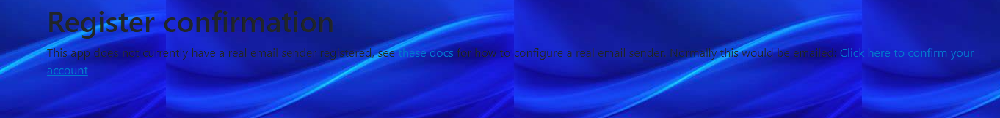 Register confirmation
This app does not currently have a real email sender registered, see these docs for how to configure a real email sender. Normally this would be emailed: Click here to confirm your
account